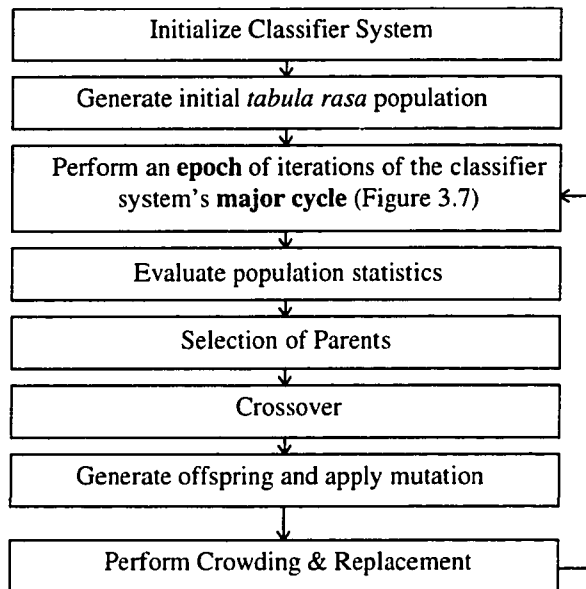 Initialize Classifier System
Generate initial tabula rasa population
Perform an epoch of iterations of the classifier
system's major cycle (Figure 3.7)
Evaluate population statistics
Selection of Parents
Crossover
Generate offspring and apply mutation
Perform Crowding & Replacement